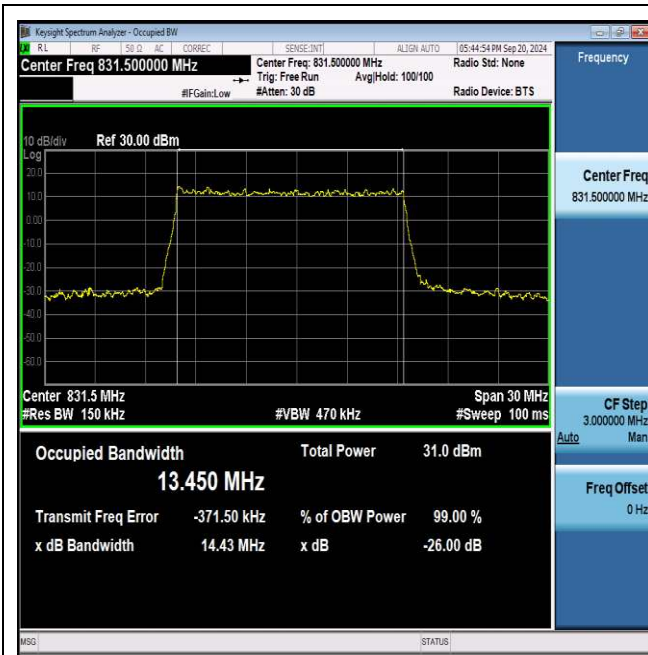 Keysight Spectrum Analyzer - Occupied BW
RL RF 50 Ω AC CORREC SENSE:INT ALIGN AUTO 05:44:54 PM Sep 20, 2024
Center Freq 831.500000 MHz Center Freq: 831.500000 MHz Radio Std: None Frequency
Trig: Free Run Avg|Hold: 100/100
#IFGain:Low #Atten: 30 dB Radio Device: BTS
10 dB/div Ref 30.00 dBm
Log
20.0
10.0
0.00
-10.0
-20.0
-30.0
-40.0
-50.0
-60.0
Center 831.5 MHz Span 30 MHz
#Res BW 150 kHz #VBW 470 kHz #Sweep 100 ms
Occupied Bandwidth Total Power 31.0 dBm
13.450 MHz
Transmit Freq Error -371.50 kHz % of OBW Power 99.00 %
x dB Bandwidth 14.43 MHz x dB -26.00 dB
Center Freq
831.500000 MHz
CF Step
3.000000 MHz
Auto Man
Freq Offset
0 Hz
MSG STATUS